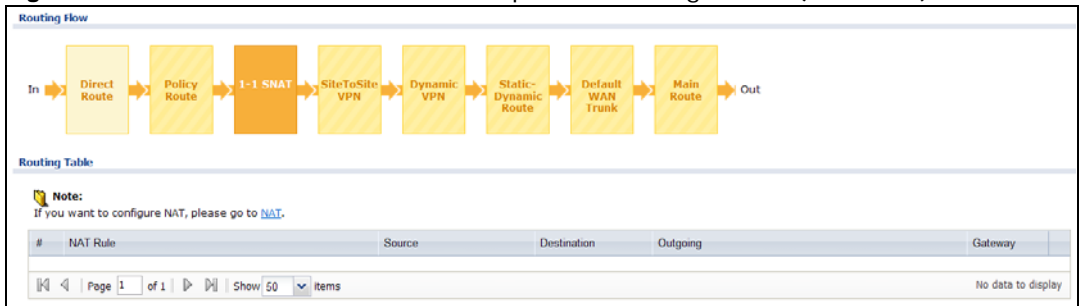 Routing Flow
In
Direct Route
Policy Route
1-1 SNAT
SiteToSite VPN
Dynamic VPN
Static-Dynamic Route
Default WAN Trunk
Main Route
Out
Routing Table
Note:
If you want to configure NAT, please go to NAT.
# NAT Rule Source Destination Outgoing Gateway
Page 1 of 1 Show 50 items No data to display